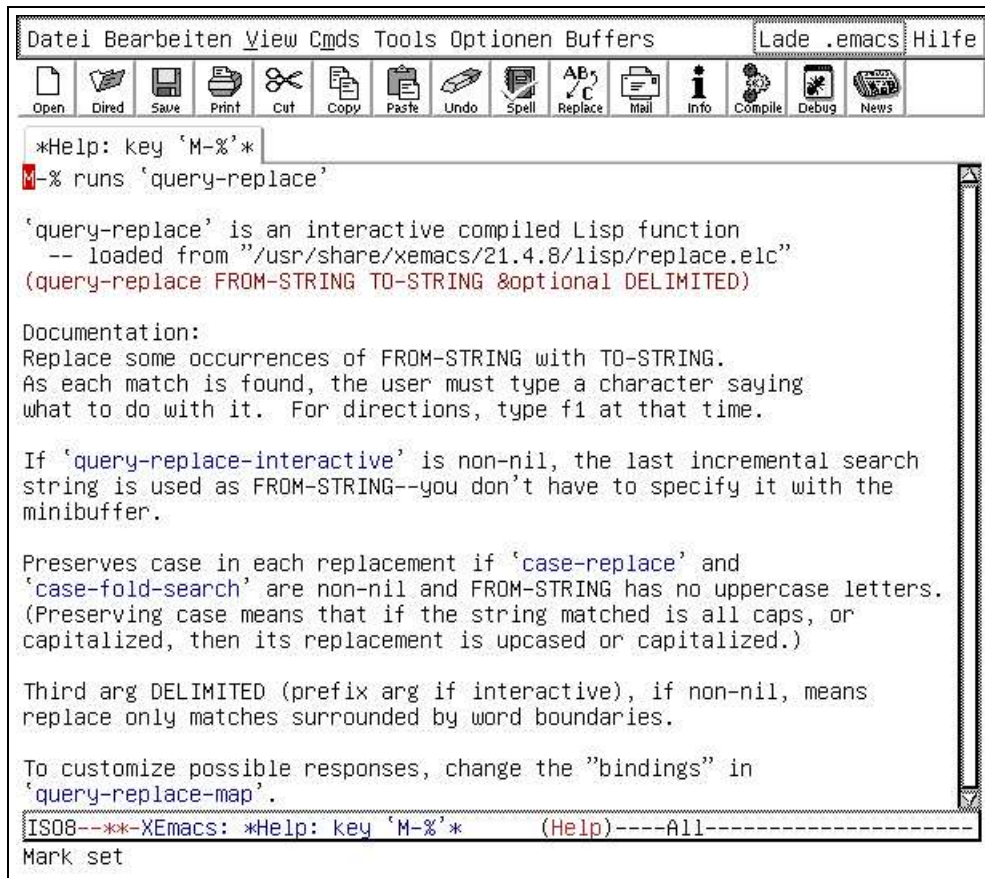 Datei Bearbeiten View Cmds Tools Optionen Buffers Lade .emacs Hilfe
Open Dired Save Print Cut Copy Paste Undo Spell Replace Mail Info Compile Debug News
*Help: key `M-%'*
M-% runs `query-replace'
`query-replace' is an interactive compiled Lisp function
-- loaded from "/usr/share/xemacs/21.4.8/lisp/replace.elc"
(query-replace FROM-STRING TO-STRING &optional DELIMITED)
Documentation:
Replace some occurrences of FROM-STRING with TO-STRING.
As each match is found, the user must type a character saying
what to do with it.  For directions, type f1 at that time.
If `query-replace-interactive' is non-nil, the last incremental search
string is used as FROM-STRING--you don't have to specify it with the
minibuffer.
Preserves case in each replacement if `case-replace' and
`case-fold-search' are non-nil and FROM-STRING has no uppercase letters.
(Preserving case means that if the string matched is all caps, or
capitalized, then its replacement is upcased or capitalized.)
Third arg DELIMITED (prefix arg if interactive), if non-nil, means
replace only matches surrounded by word boundaries.
To customize possible responses, change the "bindings" in
`query-replace-map'.
ISO8--**-XEmacs: *Help: key `M-%'* (Help)----All----------------------
Mark set